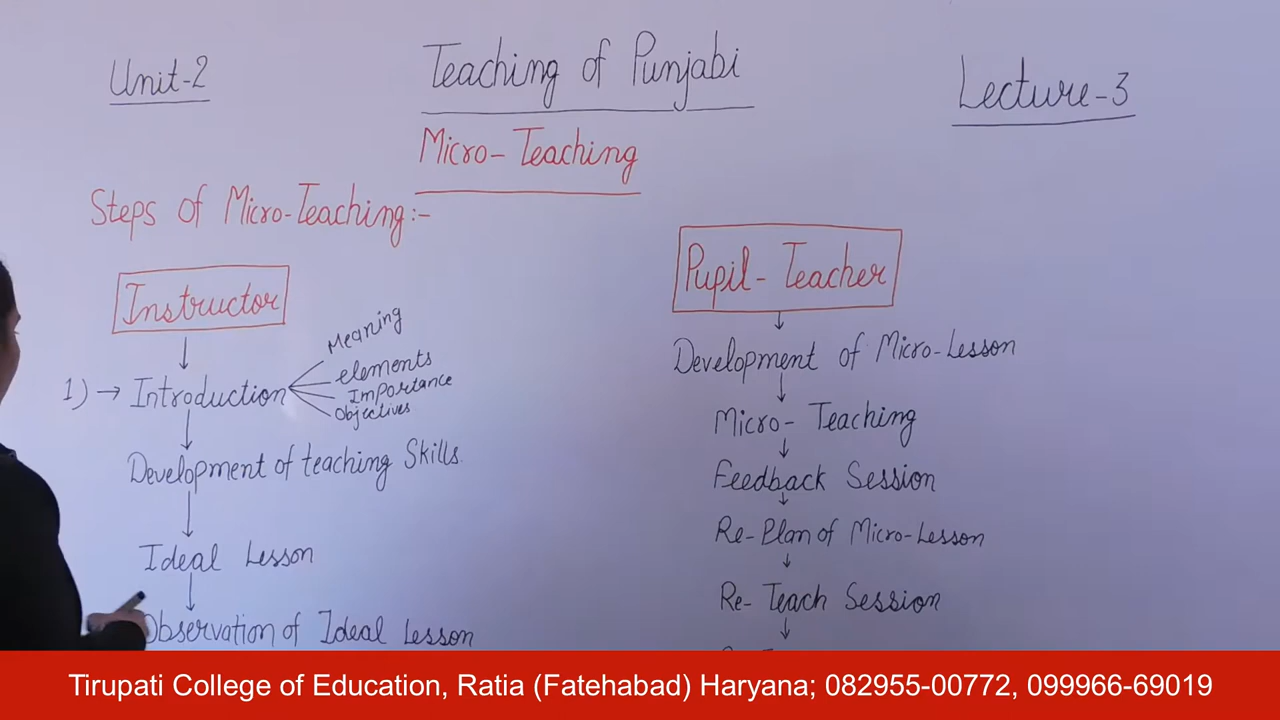 Unit-2
Teaching of Punjabi
Lecture-3
Micro-Teaching
Steps of Micro-Teaching:-
Instructor
1) → Introduction
Meaning
elements
Importance
Objectives
Development of teaching Skills.
Ideal Lesson
Observation of Ideal Lesson
Pupil-Teacher
Development of Micro-Lesson
Micro-Teaching
Feedback Session
Re-Plan of Micro-Lesson
Re-Teach Session
Tirupati College of Education, Ratia (Fatehabad) Haryana; 082955-00772, 099966-69019